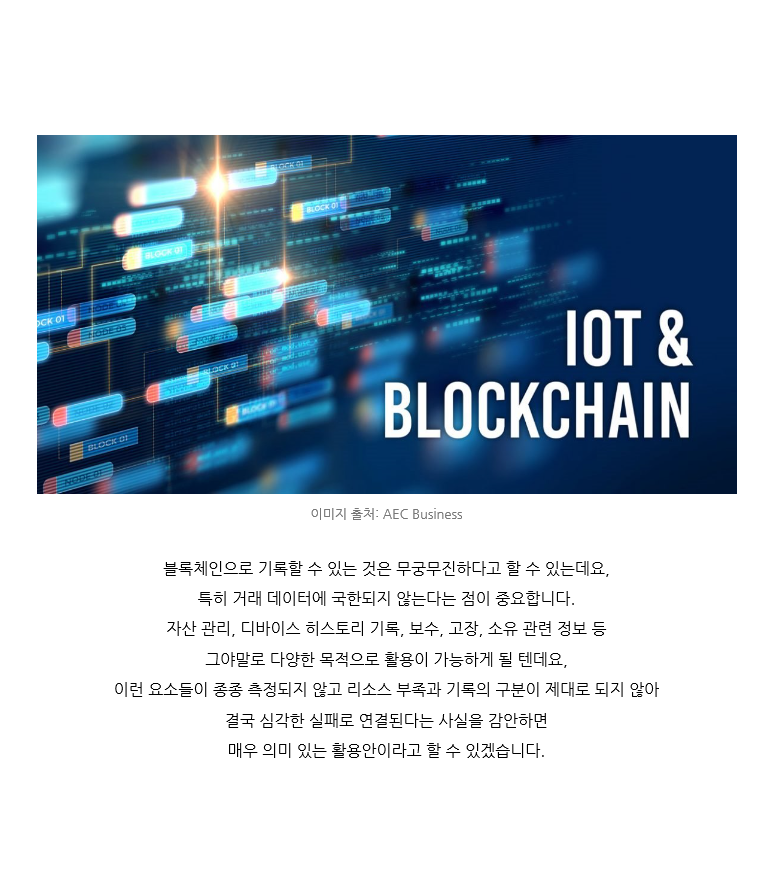 BLOCK 01
BLOCK 01
BLOCK 01
OCK 01
BLOCK 01
BLOCK 01
BLOCK 01
IOT &
BLOCKCHAIN
이미지 출처: AEC Business
블록체인으로 기록할 수 있는 것은 무궁무진하다고 할 수 있는데요,
특히 거래 데이터에 국한되지 않는다는 점이 중요합니다.
자산 관리, 디바이스 히스토리 기록, 보수, 고장, 소유 관련 정보 등
그야말로 다양한 목적으로 활용이 가능하게 될 텐데요,
이런 요소들이 종종 측정되지 않고 리소스 부족과 기록의 구분이 제대로 되지 않아
결국 심각한 실패로 연결된다는 사실을 감안하면
매우 의미 있는 활용안이라고 할 수 있겠습니다.